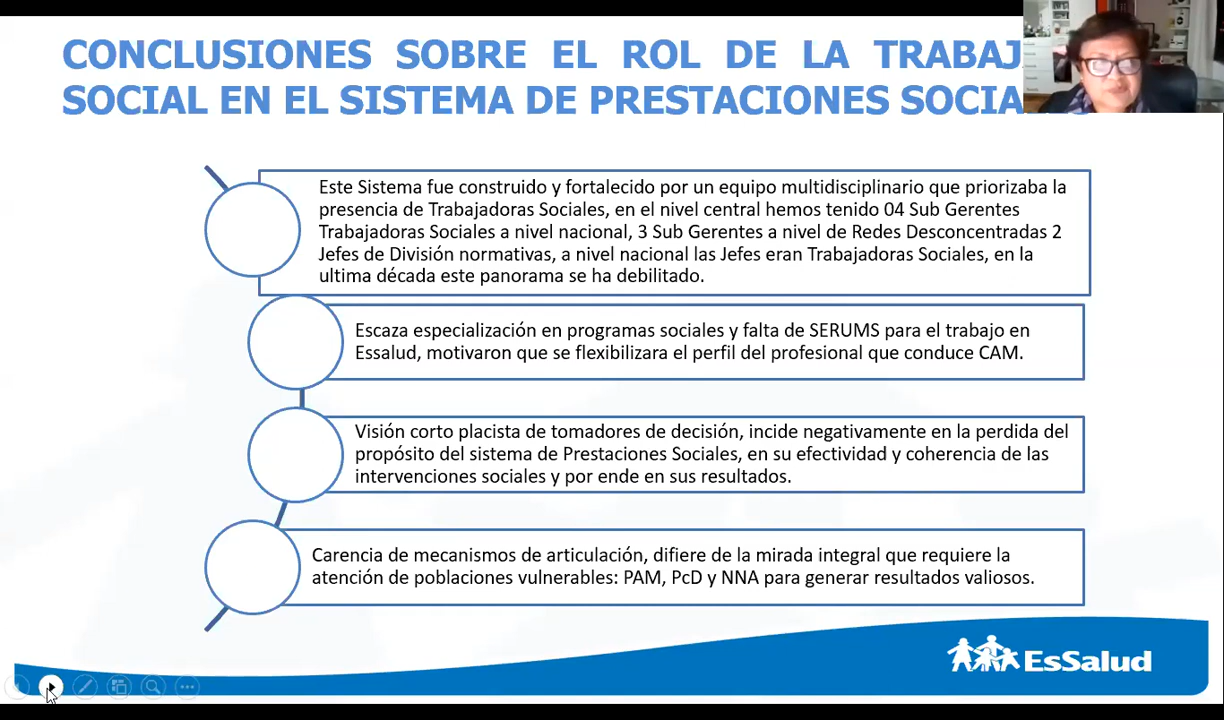 CONCLUSIONES SOBRE EL ROL DE LA
SOCIAL EN EL SISTEMA DE PRESTACIONES
Este Sistema fue construido y fortalecido por un equipo multidisciplinario que priorizaba la
presencia de Trabajadoras Sociales, en el nivel central hemos tenido 04 Sub Gerentes
Trabajadoras Sociales a nivel nacional, 3 Sub Gerentes a nivel de Redes Desconcentradas 2
Jefes de División normativas, a nivel nacional las Jefes eran Trabajadoras Sociales, en la
ultima década este panorama se ha debilitado.
Escaza especialización en programas sociales y falta de SERUMS para el trabajo en
Essalud, motivaron que se flexibilizara el perfil del profesional que conduce CAM.
Visión corto placista de tomadores de decisión, incide negativamente en la perdida del
propósito del sistema de Prestaciones Sociales, en su efectividad y coherencia de las
intervenciones sociales y por ende en sus resultados.
Carencia de mecanismos de articulación, difiere de la mirada integral que requiere la
atención de poblaciones vulnerables: PAM, PcD y NNA para generar resultados valiosos.
EsSalud